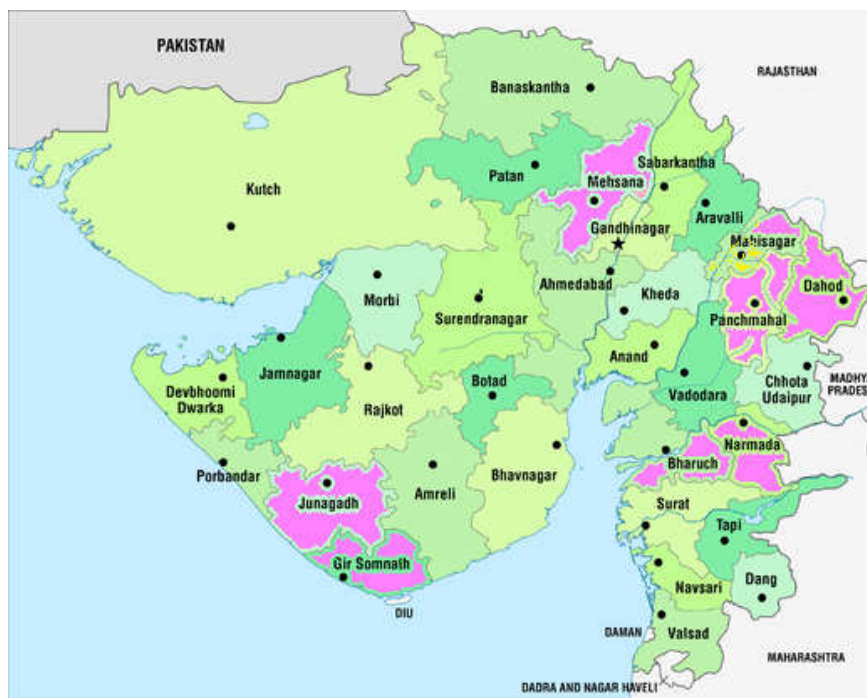 PAKISTAN
RAJASTHAN
Banaskantha
Patan
Sabarkantha
Mehsana
Kutch
Aravalli
Gandhinagar
Mahisagar
Ahmedabad
Dahod
Morbi
Kheda
Surendranagar
Panchmahal
Anand
Jamnagar
Botad
Devbhoomi
Dwarka
Rajkot
Vadodara
Chhota
Udaipur
MADHYA
PRADES
Narmada
Porbandar
Bharuch
Bhavnagar
Amreli
Junagadh
Surat
Tapi
Gir Somnath
Dang
Navsari
DIU
DAMAN
Valsad
MAHARASHTRA
DADRA AND NAGAR HAVELI